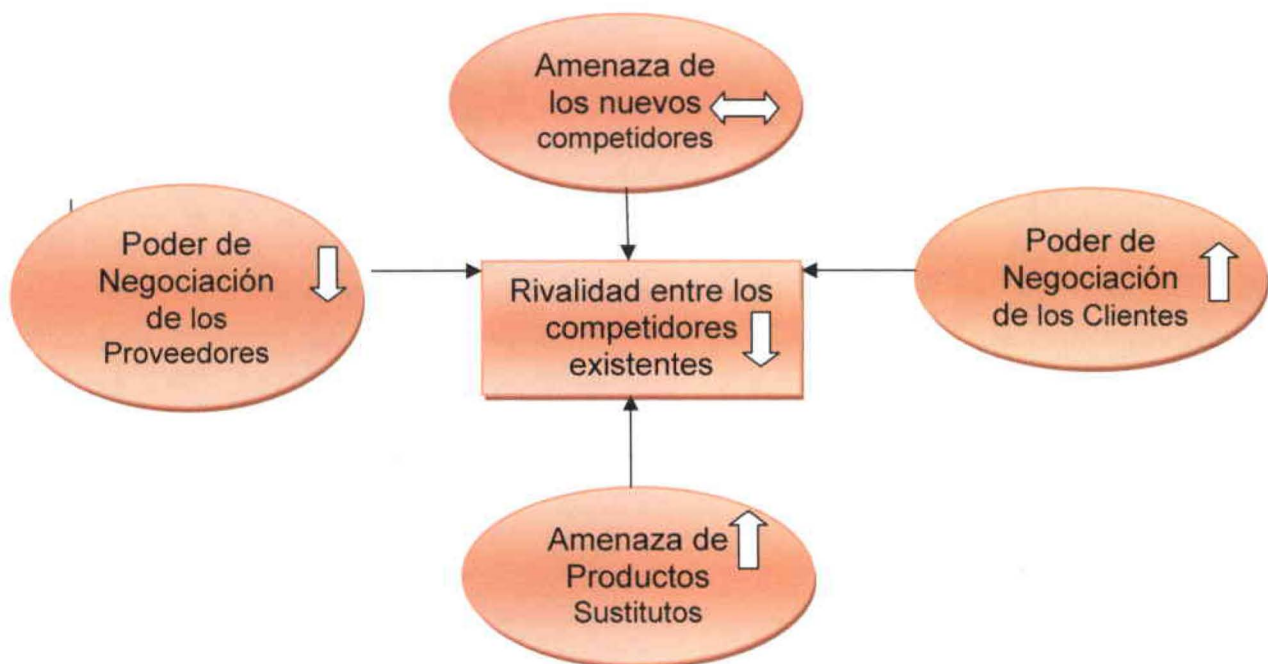 Amenaza de
los nuevos
competidores
Poder de
Negociación
de los
Proveedores
Rivalidad entre los
competidores
existentes
Poder de
Negociación
de los Clientes
Amenaza de
Productos
Sustitutos